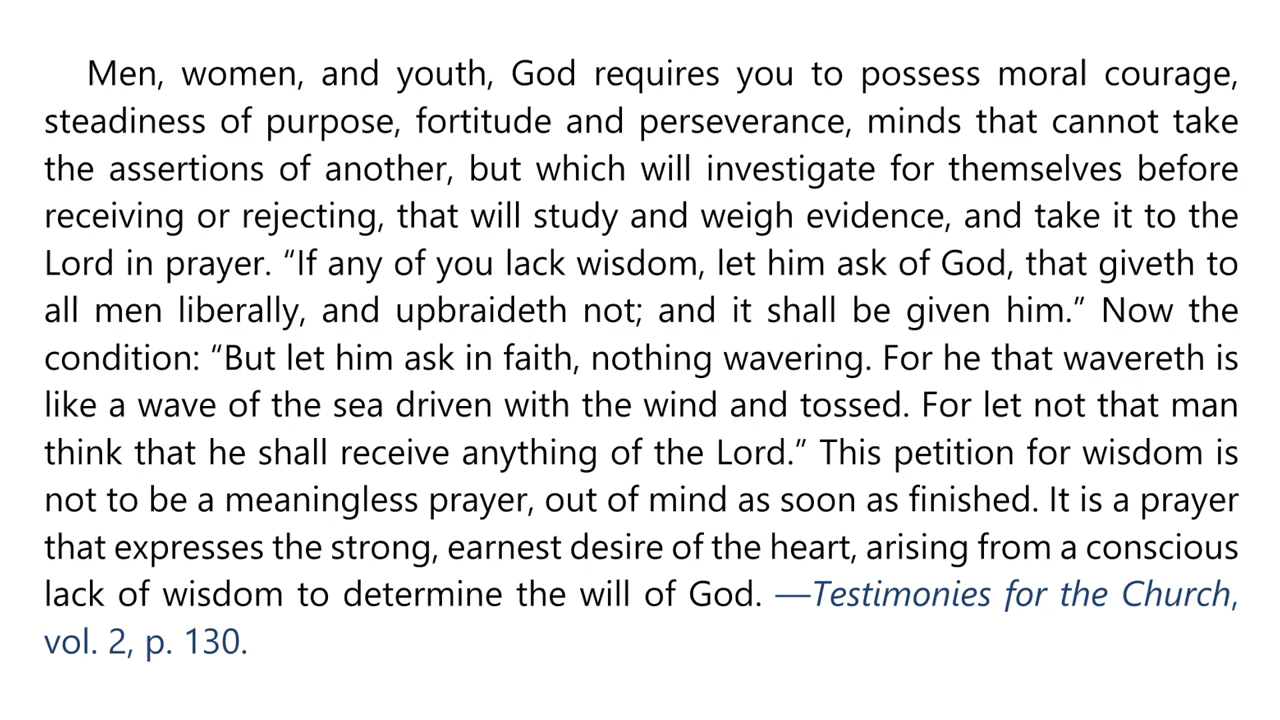 Men, women, and youth, God requires you to possess moral courage,
steadiness of purpose, fortitude and perseverance, minds that cannot take
the assertions of another, but which will investigate for themselves before
receiving or rejecting, that will study and weigh evidence, and take it to the
Lord in prayer. “If any of you lack wisdom, let him ask of God, that giveth to
all men liberally, and upbraideth not; and it shall be given him.” Now the
condition: “But let him ask in faith, nothing wavering. For he that wavereth is
like a wave of the sea driven with the wind and tossed. For let not that man
think that he shall receive anything of the Lord.” This petition for wisdom is
not to be a meaningless prayer, out of mind as soon as finished. It is a prayer
that expresses the strong, earnest desire of the heart, arising from a conscious
lack of wisdom to determine the will of God. —Testimonies for the Church,
vol. 2, p. 130.